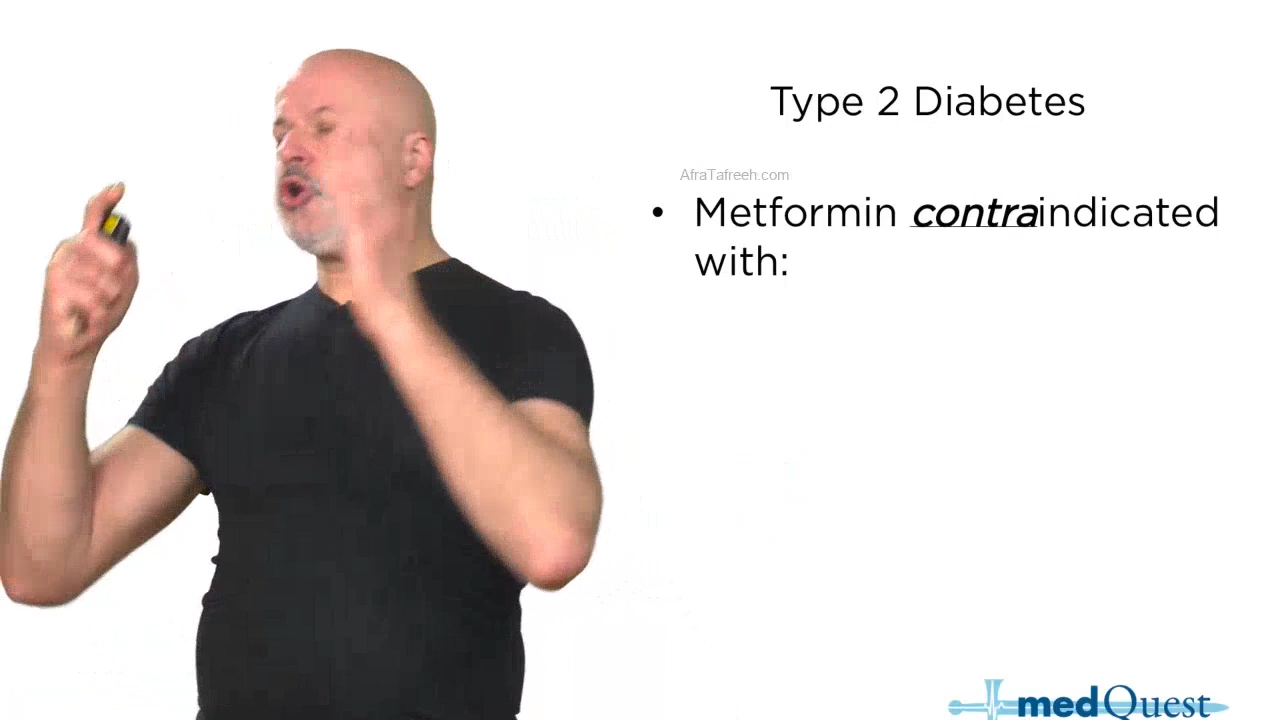 Type 2 Diabetes
AfraTafreeh.com
• Metformin contraindicated
with:
medQuest